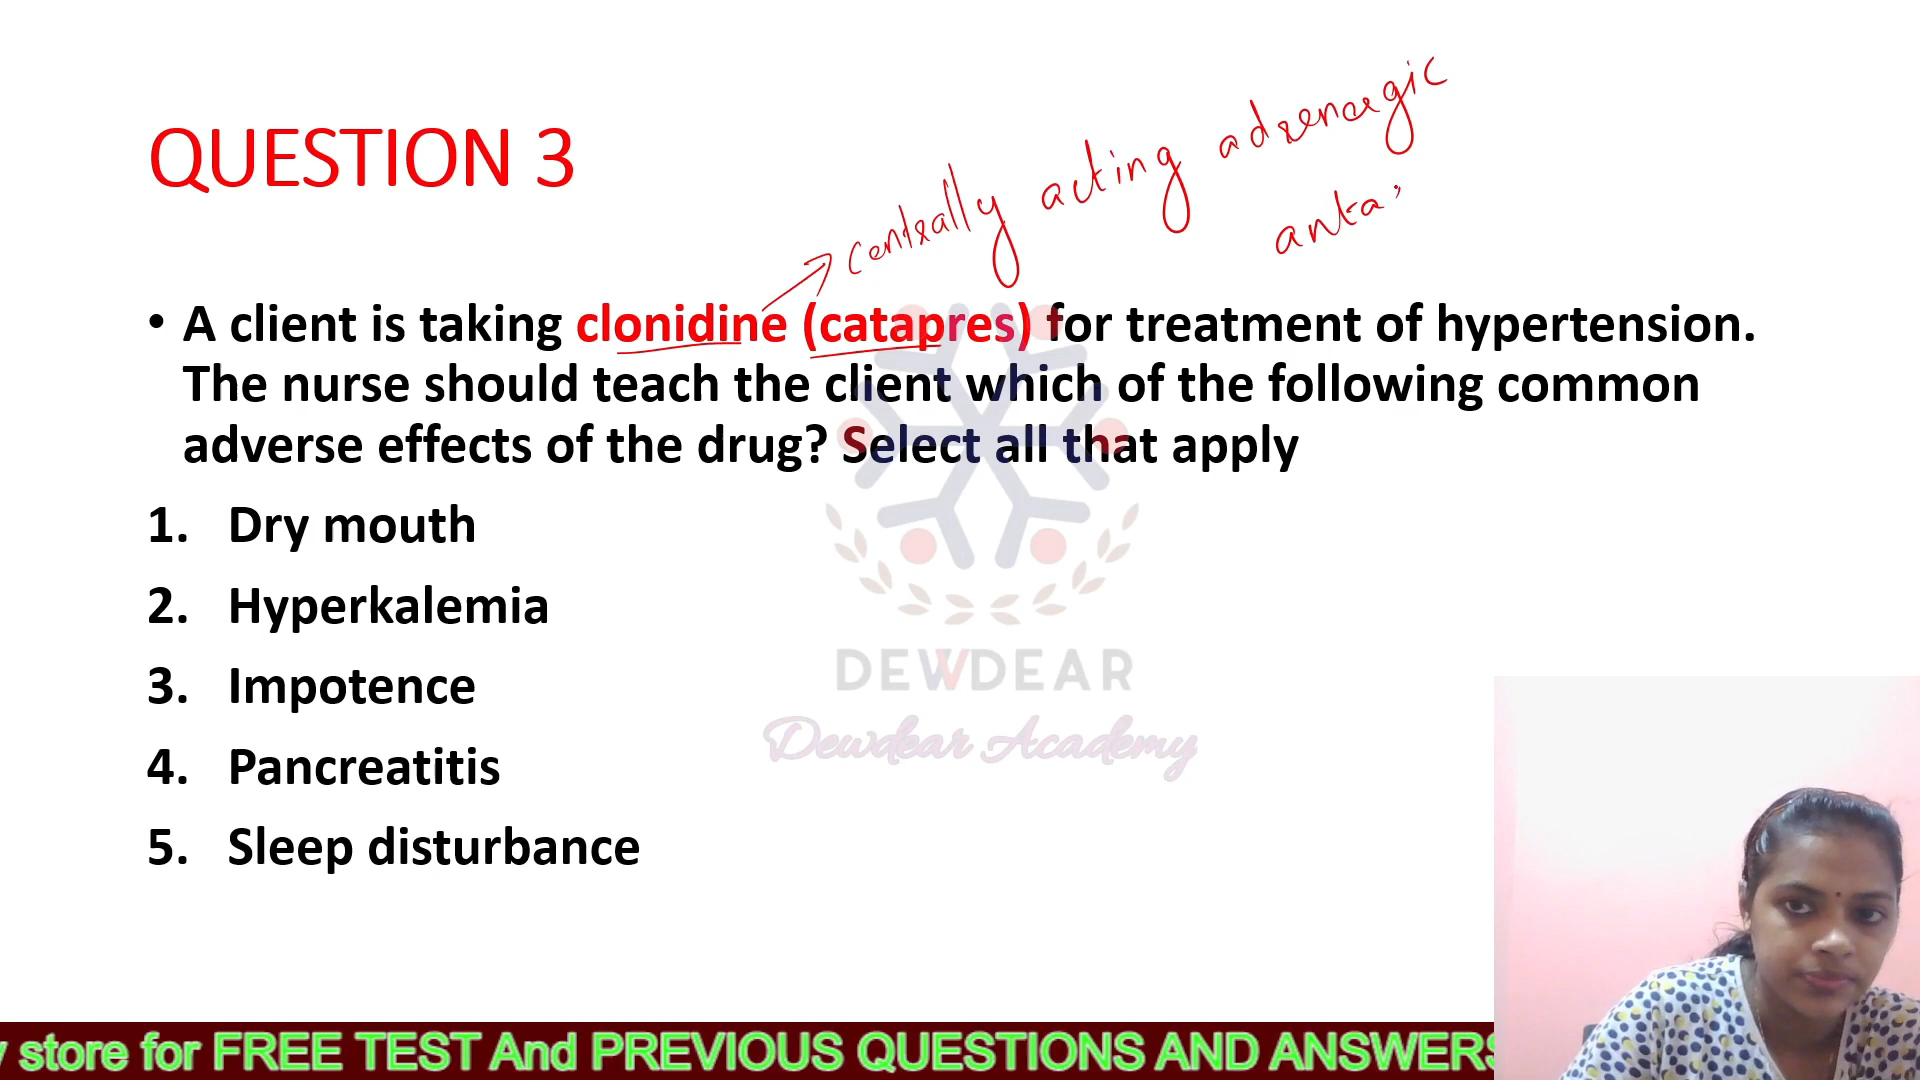 QUESTION 3
centrally acting adrenergic
• A client is taking clonidine (catapres) for treatment of hypertension.
The nurse should teach the client which of the following common
adverse effects of the drug? Select all that apply
1. Dry mouth
2. Hyperkalemia
3. Impotence
4. Pancreatitis
5. Sleep disturbance
DEWDEAR
Dewdear Academy
store for FREE TEST And PREVIOUS QUESTIONS AND ANSWERS